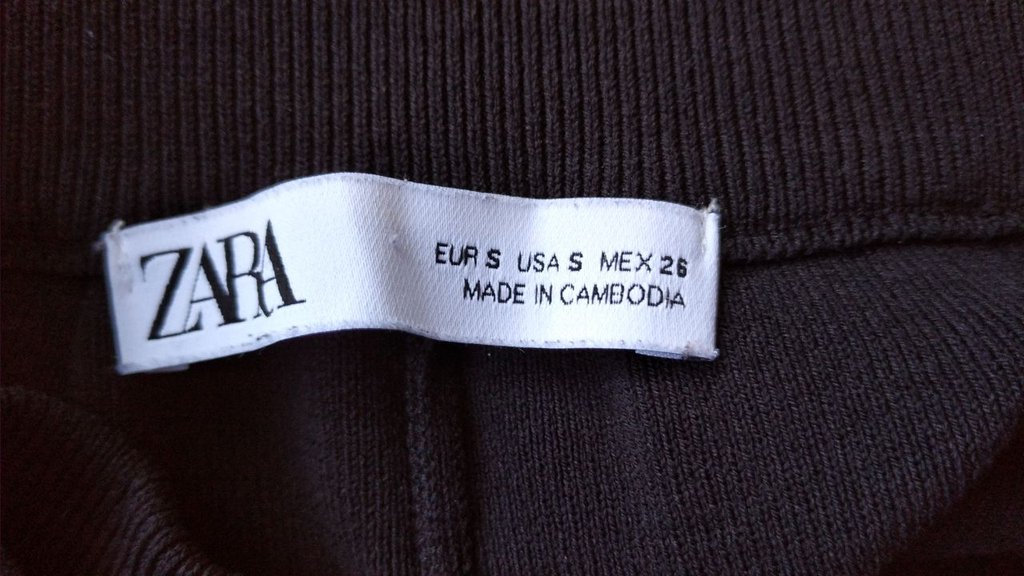 ZARA
EUR S USA S MEX 26
MADE IN CAMBODIA